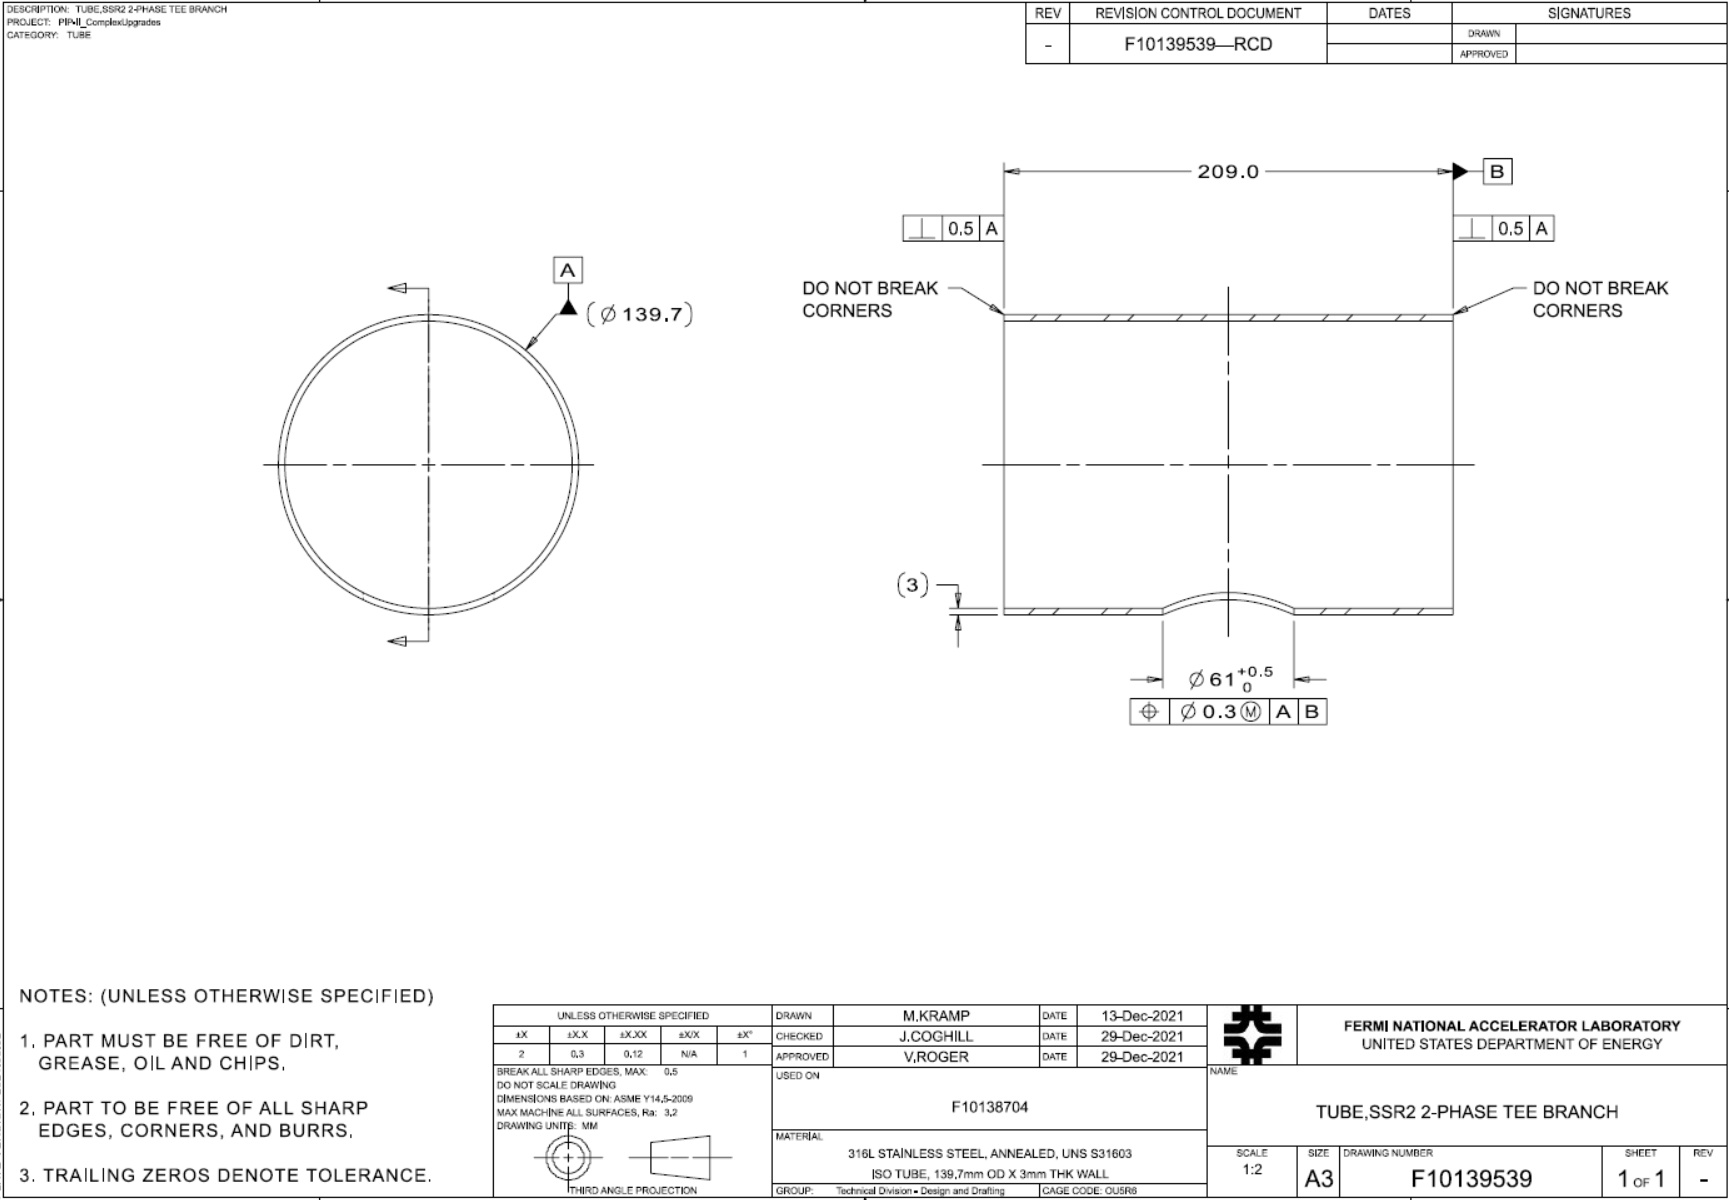 DESCRIPTION: TUBE,SSR2 2-PHASE TEE BRANCH
PROJECT: PIP-II_ComplexUpgrades
CATEGORY: TUBE
REV REVISION CONTROL DOCUMENT DATES SIGNATURES
- F10139539—RCD
DRAWN
APPROVED
209.0 B
⊥ 0.5 A
⊥ 0.5 A
A
(Ø 139.7)
DO NOT BREAK
CORNERS
DO NOT BREAK
CORNERS
(3)
Ø 61 +0.5
0
⌖ Ø 0.3 Ⓜ A B
NOTES: (UNLESS OTHERWISE SPECIFIED)
1. PART MUST BE FREE OF DIRT,
GREASE, OIL AND CHIPS.
2. PART TO BE FREE OF ALL SHARP
EDGES, CORNERS, AND BURRS.
3. TRAILING ZEROS DENOTE TOLERANCE.
UNLESS OTHERWISE SPECIFIED
±X ±X.X ±X.XX ±X/X ±X°
2 0.3 0.12 N/A 1
BREAK ALL SHARP EDGES, MAX: 0.5
DO NOT SCALE DRAWING
DIMENSIONS BASED ON: ASME Y14.5-2009
MAX MACHINE ALL SURFACES, Ra: 3.2
DRAWING UNITS: MM
THIRD ANGLE PROJECTION
DRAWN M.KRAMP DATE 13-Dec-2021
CHECKED J.COGHILL DATE 29-Dec-2021
APPROVED V.ROGER DATE 29-Dec-2021
USED ON
F10138704
MATERIAL
316L STAINLESS STEEL, ANNEALED, UNS S31603
ISO TUBE, 139.7mm OD X 3mm THK WALL
GROUP: Technical Division - Design and Drafting CAGE CODE: OU5R6
FERMI NATIONAL ACCELERATOR LABORATORY
UNITED STATES DEPARTMENT OF ENERGY
NAME
TUBE,SSR2 2-PHASE TEE BRANCH
SCALE SIZE DRAWING NUMBER SHEET REV
1:2 A3 F10139539 1 OF 1 -